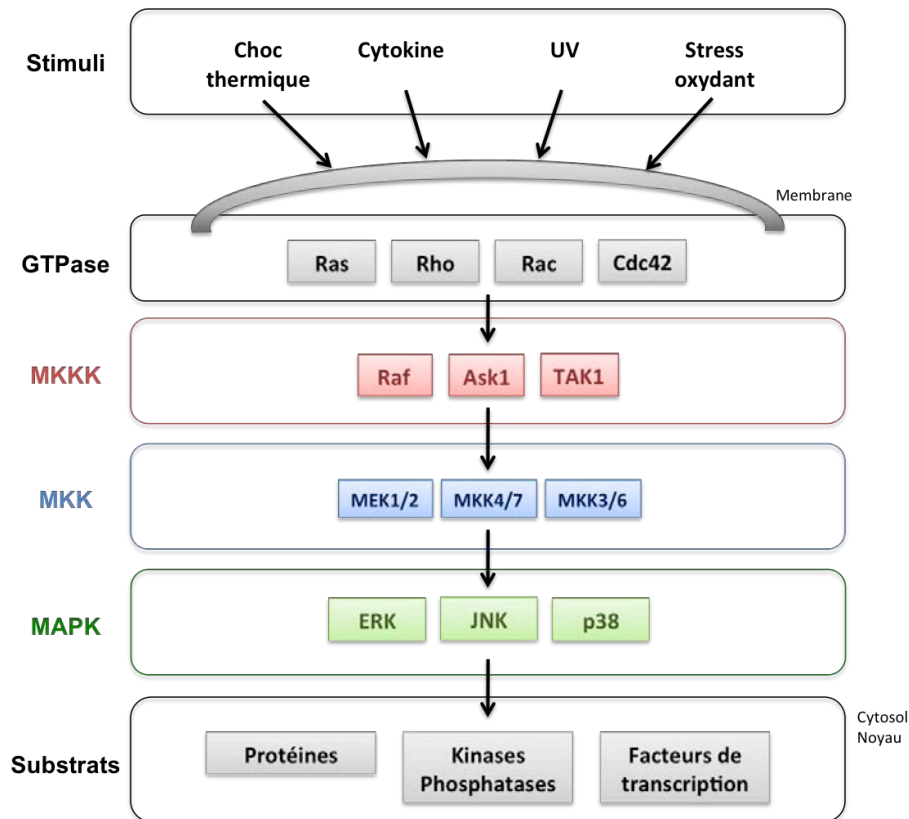 Stimuli
Choc
thermique
Cytokine
UV
Stress
oxydant
Membrane
GTPase
Ras
Rho
Rac
Cdc42
MKKK
Raf
Ask1
TAK1
MKK
MEK1/2
MKK4/7
MKK3/6
MAPK
ERK
JNK
p38
Substrats
Protéines
Kinases
Phosphatases
Facteurs de
transcription
Cytosol
Noyau